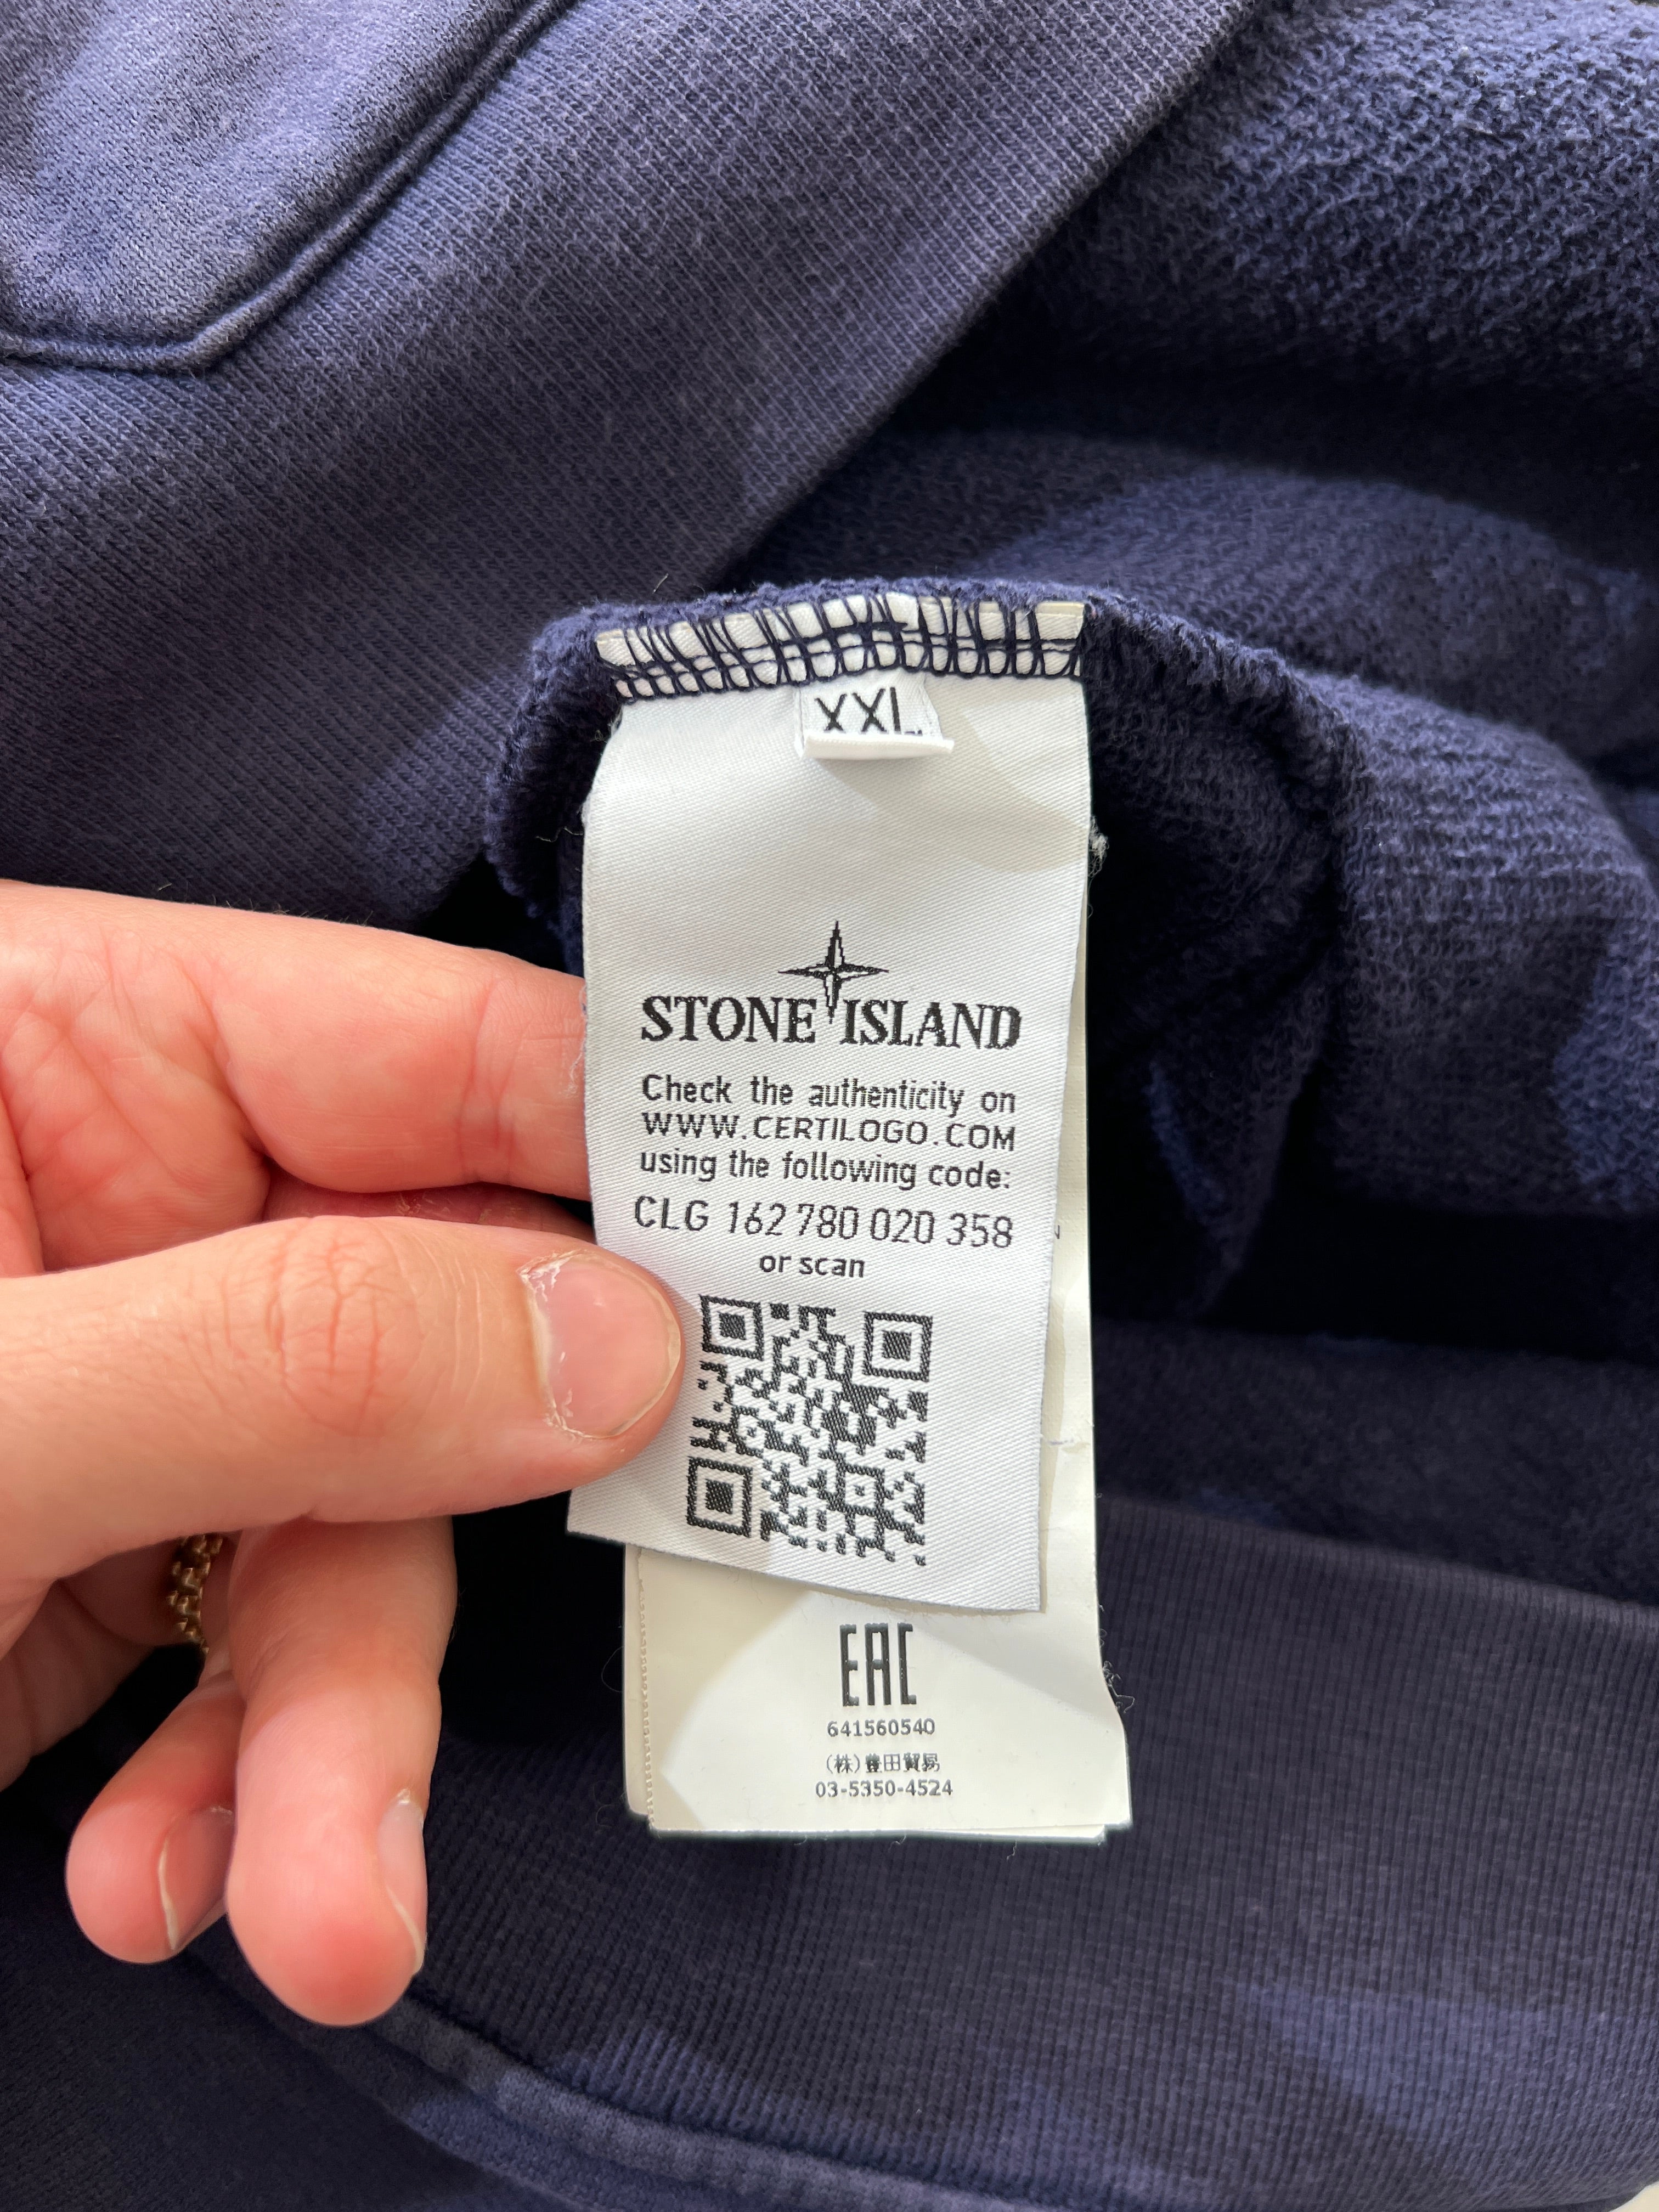 XXL
STONE ISLAND
Check the authenticity on
WWW.CERTILOGO.COM
using the following code:
CLG 162 780 020 358
or scan
EAC
641560540
(株)豊田貿易
03-5350-4524